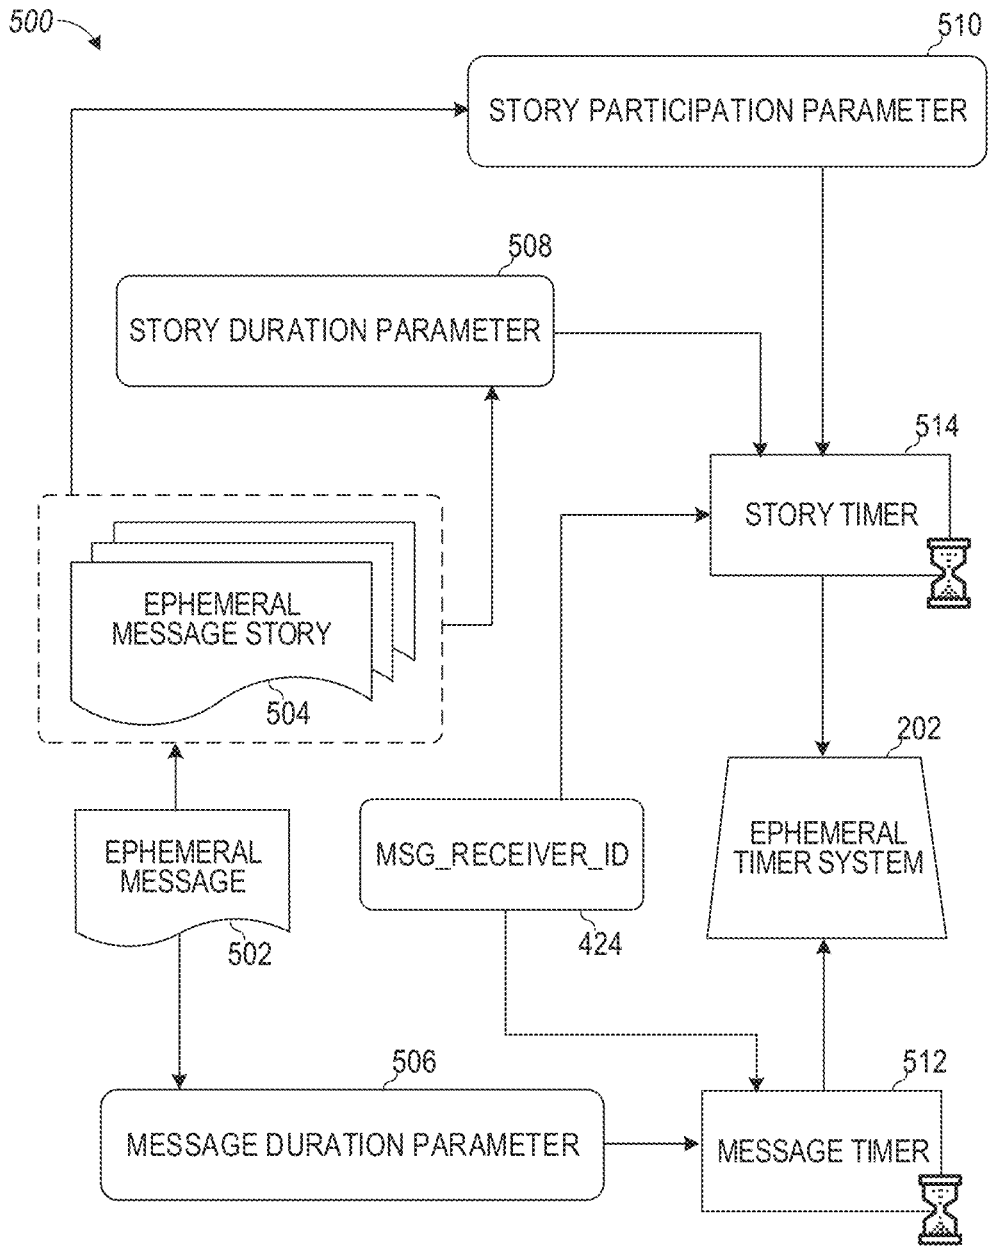 500
510
STORY PARTICIPATION PARAMETER
508
STORY DURATION PARAMETER
514
STORY TIMER
EPHEMERAL
MESSAGE STORY
504
202
EPHEMERAL
TIMER SYSTEM
EPHEMERAL
MESSAGE
502
MSG_RECEIVER_ID
424
506
MESSAGE DURATION PARAMETER
512
MESSAGE TIMER